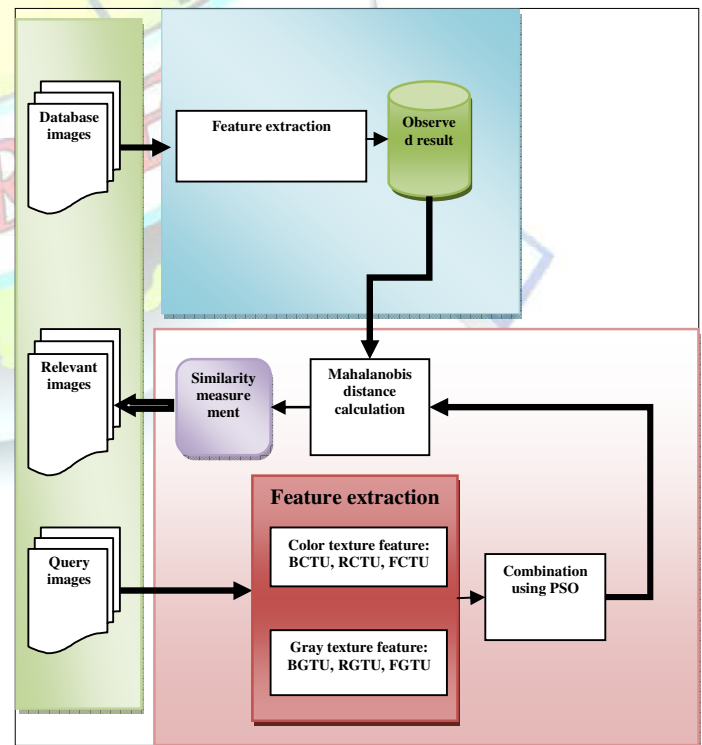 Database
images
Feature extraction
Observe
d result
Relevant
images
Similarity
measure
ment
Mahalanobis
distance
calculation
Feature extraction
Color texture feature:
BCTU, RCTU, FCTU
Query
images
Combination
using PSO
Gray texture feature:
BGTU, RGTU, FGTU